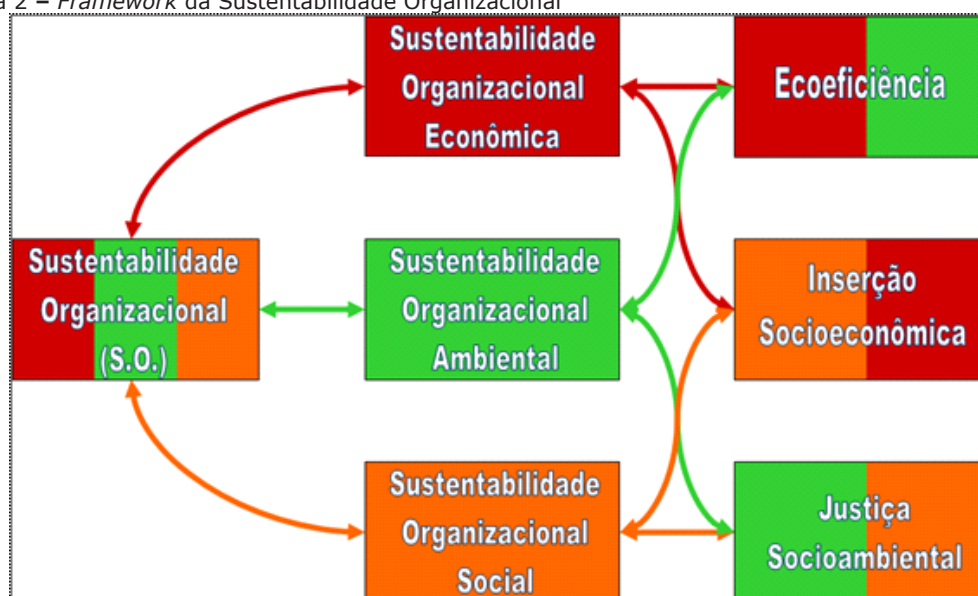 a 2 – Framework da Sustentabilidade Organizacional
Sustentabilidade
Organizacional
Econômica
Ecoeficiência
Sustentabilidade
Organizacional
(S.O.)
Sustentabilidade
Organizacional
Ambiental
Inserção
Socioeconômica
Sustentabilidade
Organizacional
Social
Justiça
Socioambiental